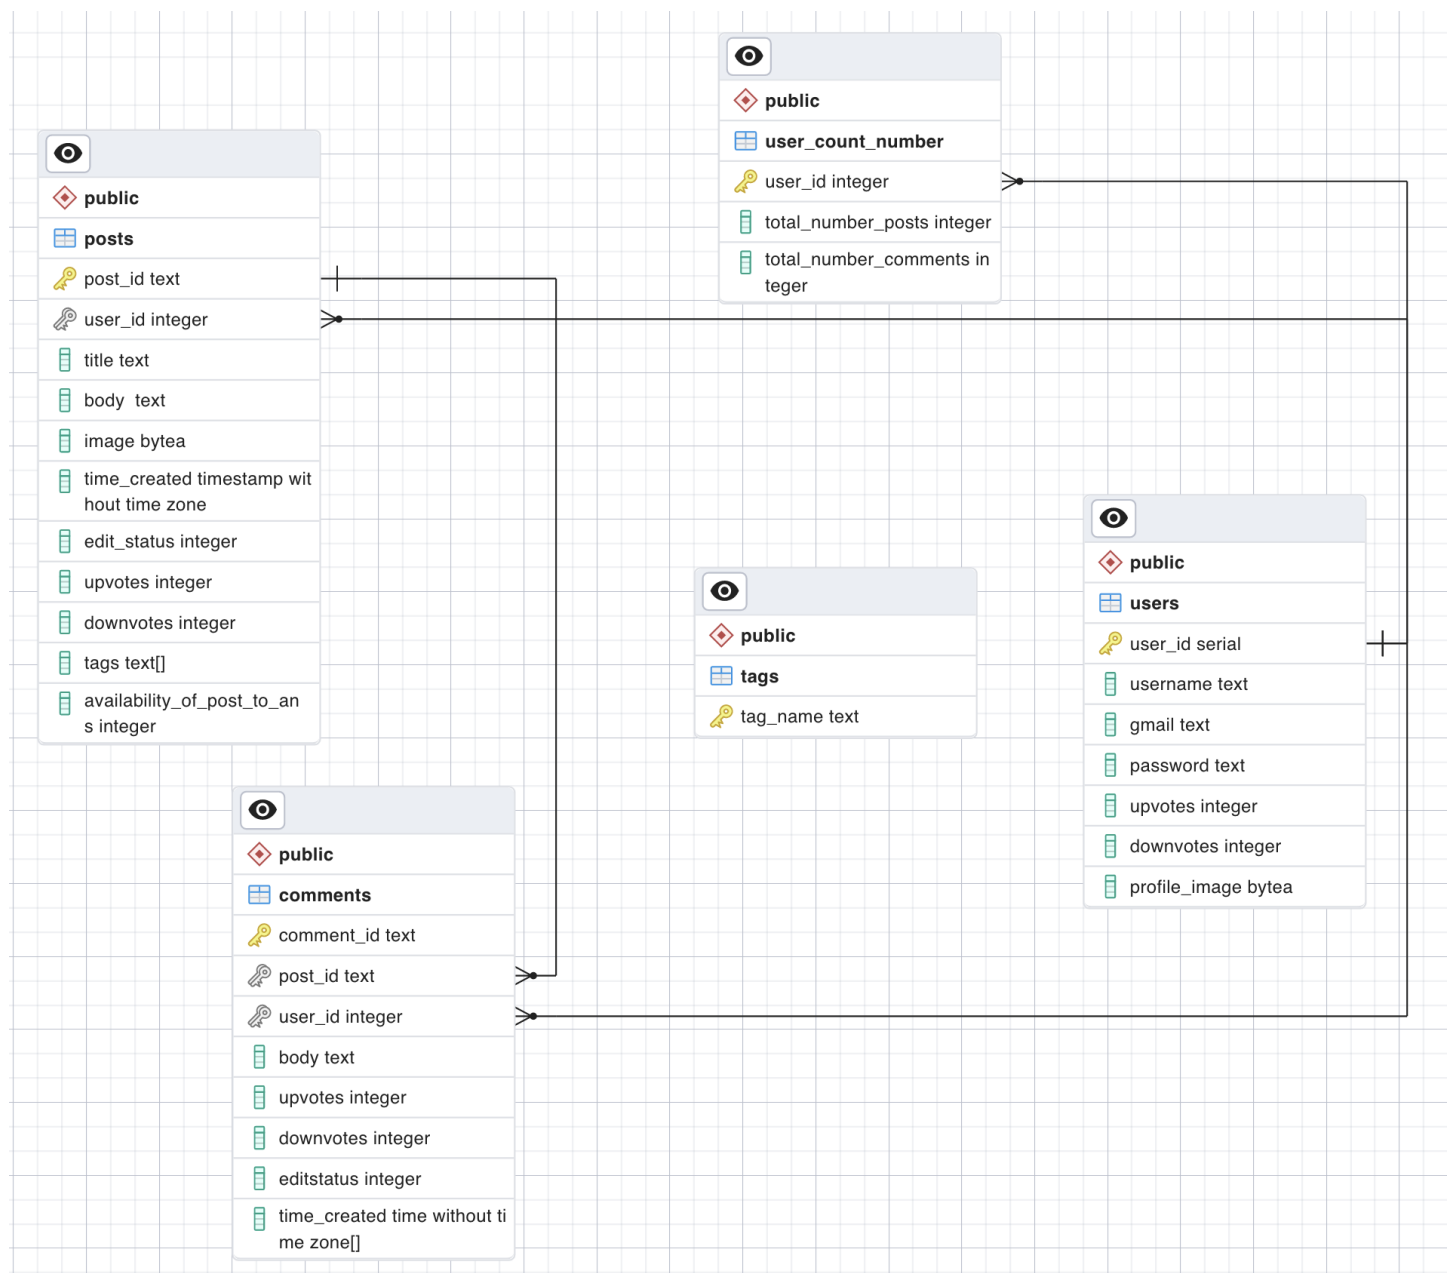 public
user_count_number
user_id integer
total_number_posts integer
total_number_comments in
teger
public
posts
post_id text
user_id integer
title text
body  text
image bytea
time_created timestamp wit
hout time zone
edit_status integer
upvotes integer
downvotes integer
tags text[]
availability_of_post_to_an
s integer
public
tags
tag_name text
public
users
user_id serial
username text
gmail text
password text
upvotes integer
downvotes integer
profile_image bytea
public
comments
comment_id text
post_id text
user_id integer
body text
upvotes integer
downvotes integer
editstatus integer
time_created time without ti
me zone[]